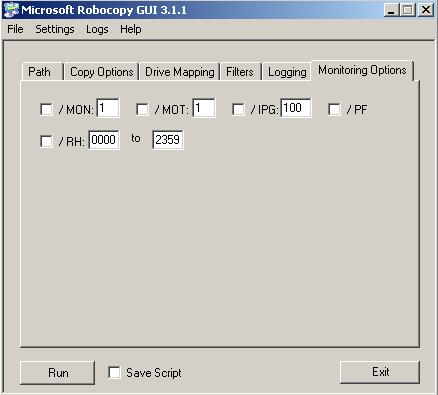 Microsoft Robocopy GUI 3.1.1
File Settings Logs Help
Path Copy Options Drive Mapping Filters Logging Monitoring Options
/ MON: 1 / MOT: 1 / IPG: 100 / PF
/ RH: 0000 to 2359
Run Save Script Exit